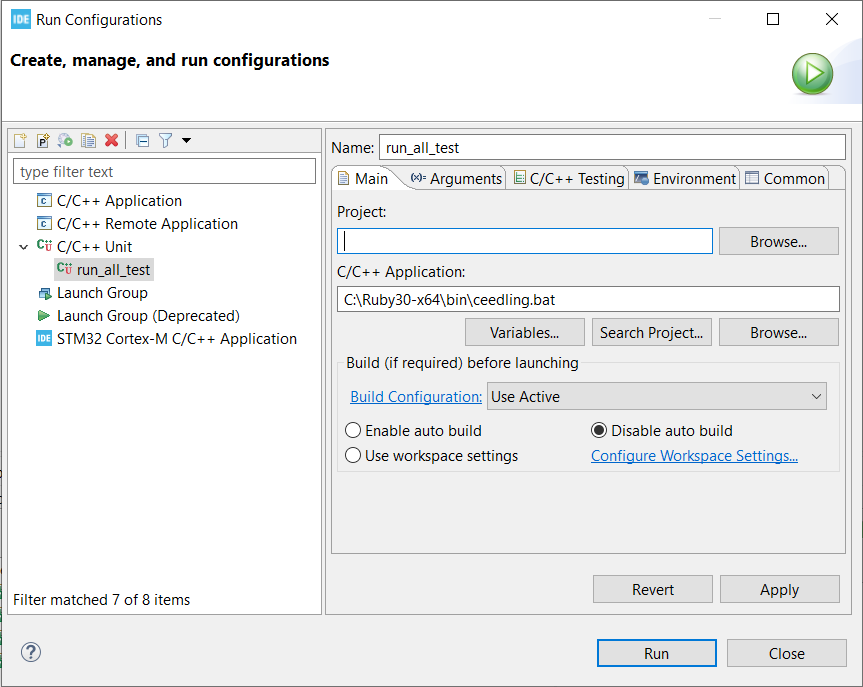 IDE Run Configurations
Create, manage, and run configurations
Name: run_all_test
type filter text
Main
Arguments
C/C++ Testing
Environment
Common
C/C++ Application
C/C++ Remote Application
C/C++ Unit
run_all_test
Launch Group
Launch Group (Deprecated)
IDE STM32 Cortex-M C/C++ Application
Filter matched 7 of 8 items
Project:
Browse...
C/C++ Application:
C:\Ruby30-x64\bin\ceedling.bat
Variables...
Search Project...
Browse...
Build (if required) before launching
Build Configuration: Use Active
Enable auto build
Disable auto build
Use workspace settings
Configure Workspace Settings...
Revert
Apply
Run
Close